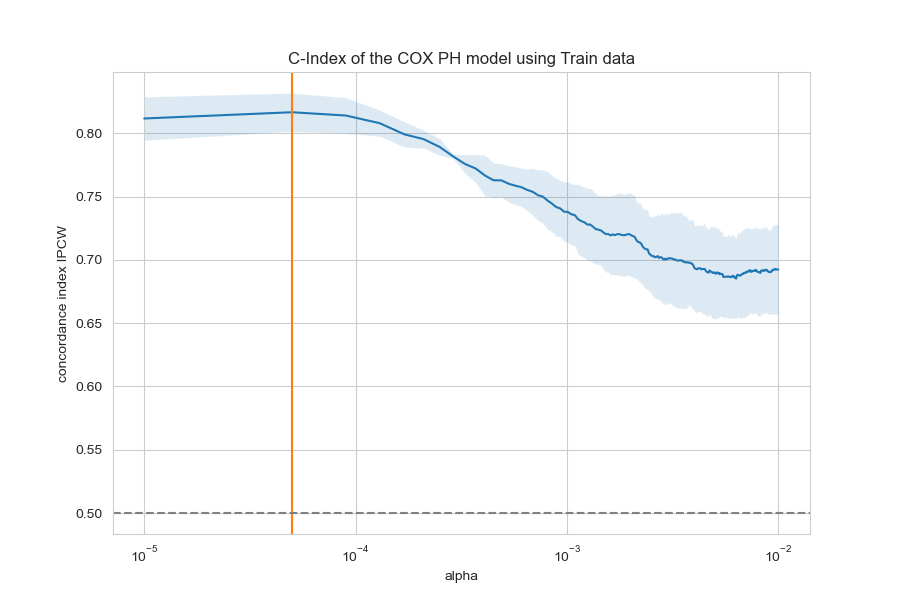 C-Index of the COX PH model using Train data
concordance index IPCW
0.80
0.75
0.70
0.65
0.60
0.55
0.50
10⁻⁵ 10⁻⁴ 10⁻³ 10⁻²
alpha